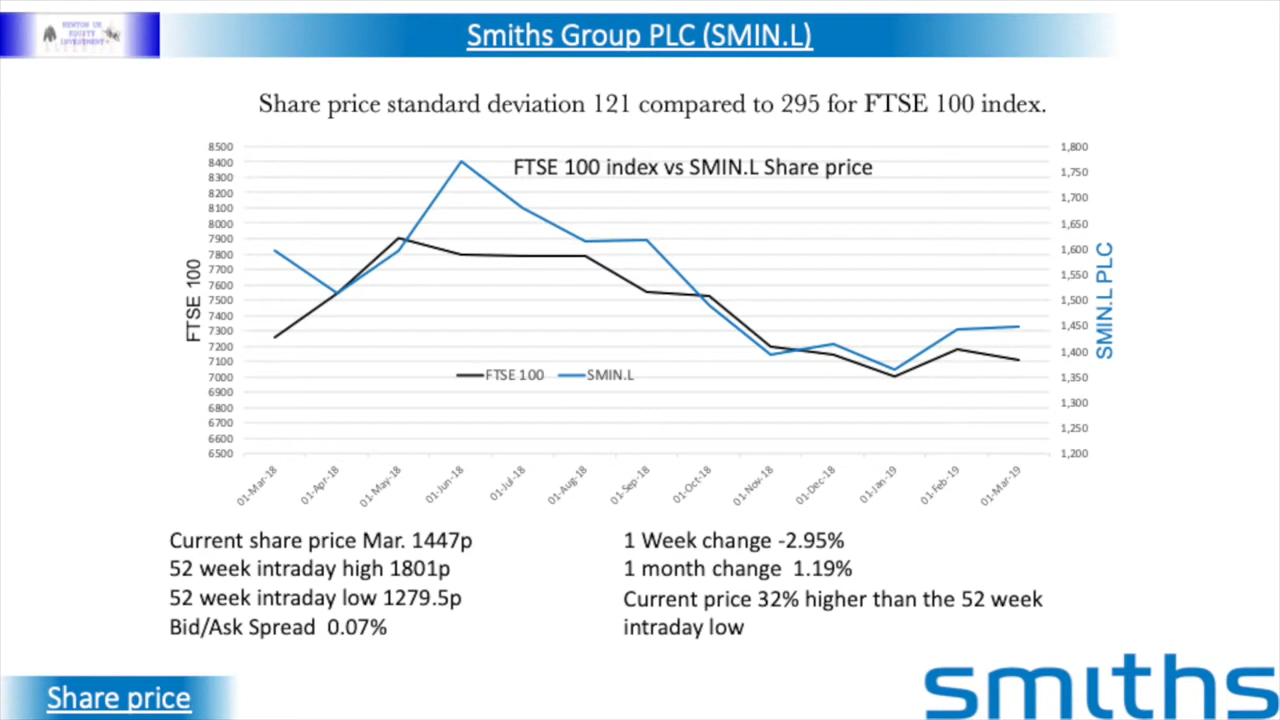 NEWTON UK
EQUITY
INVESTMENT+
Smiths Group PLC (SMIN.L)
Share price standard deviation 121 compared to 295 for FTSE 100 index.
FTSE 100 index vs SMIN.L Share price
8500
8400
8300
8200
8100
8000
7900
7800
7700
7600
7500
7400
7300
7200
7100
7000
6900
6800
6700
6600
6500
FTSE 100
1,800
1,750
1,700
1,650
1,600
1,550
1,500
1,450
1,400
1,350
1,300
1,250
1,200
SMIN.L PLC
FTSE 100 SMIN.L
01-Mar-18 01-Apr-18 01-May-18 01-Jun-18 01-Jul-18 01-Aug-18 01-Sep-18 01-Oct-18 01-Nov-18 01-Dec-18 01-Jan-19 01-Feb-19 01-Mar-19
Current share price Mar. 1447p
52 week intraday high 1801p
52 week intraday low 1279.5p
Bid/Ask Spread 0.07%
1 Week change -2.95%
1 month change 1.19%
Current price 32% higher than the 52 week
intraday low
Share price
smiths